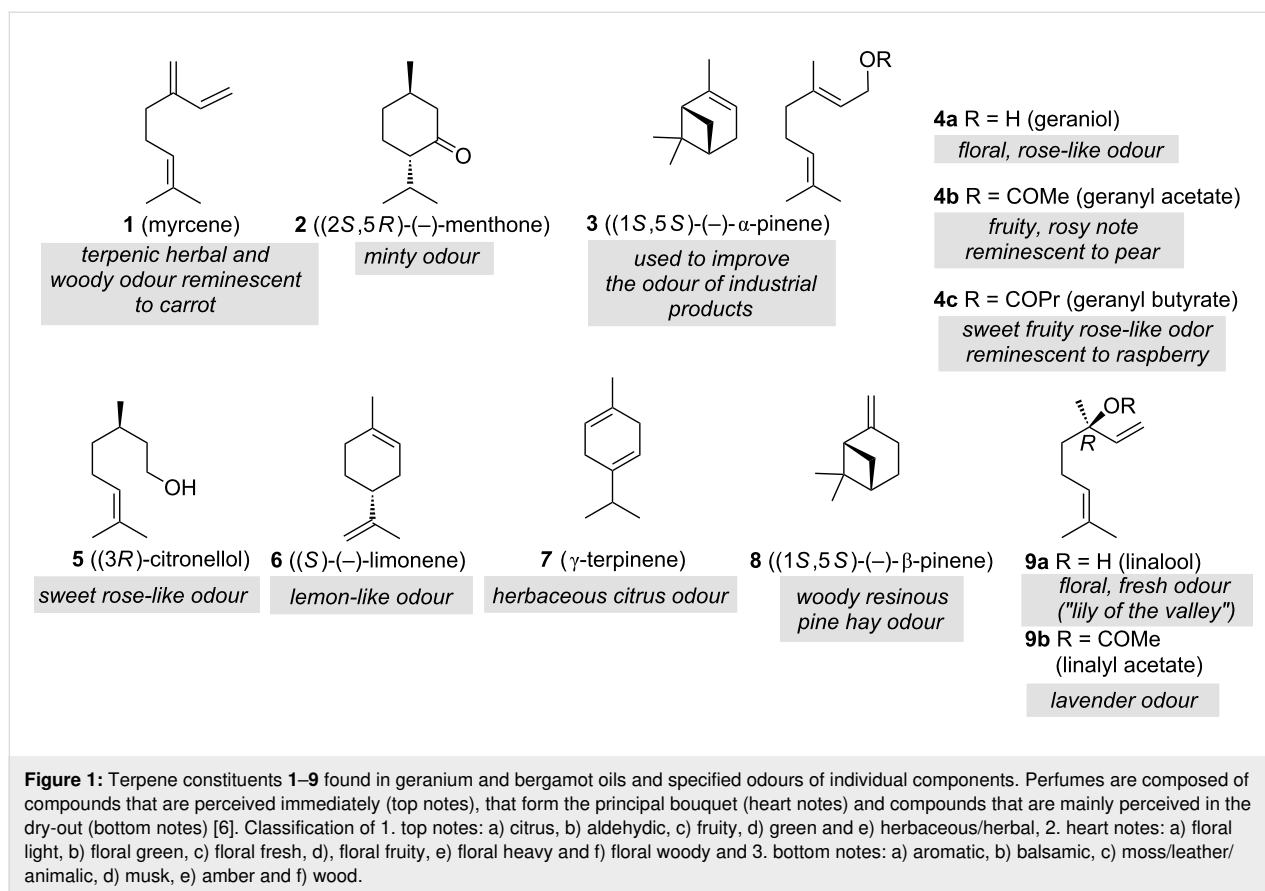 OR
O
1 (myrcene)
terpenic herbal and
woody odour reminescent
to carrot
2 ((2S,5R)-(–)-menthone)
minty odour
3 ((1S,5S)-(–)-α-pinene)
used to improve
the odour of industrial
products
4a R = H (geraniol)
floral, rose-like odour
4b R = COMe (geranyl acetate)
fruity, rosy note
reminescent to pear
4c R = COPr (geranyl butyrate)
sweet fruity rose-like odor
reminescent to raspberry
OH
5 ((3R)-citronellol)
sweet rose-like odour
6 ((S)-(–)-limonene)
lemon-like odour
7 (γ-terpinene)
herbaceous citrus odour
8 ((1S,5S)-(–)-β-pinene)
woody resinous
pine hay odour
OR
R
9a R = H (linalool)
floral, fresh odour
("lily of the valley")
9b R = COMe
(linalyl acetate)
lavender odour
Figure 1: Terpene constituents 1–9 found in geranium and bergamot oils and specified odours of individual components. Perfumes are composed of
compounds that are perceived immediately (top notes), that form the principal bouquet (heart notes) and compounds that are mainly perceived in the
dry-out (bottom notes) [6]. Classification of 1. top notes: a) citrus, b) aldehydic, c) fruity, d) green and e) herbaceous/herbal, 2. heart notes: a) floral
light, b) floral green, c) floral fresh, d), floral fruity, e) floral heavy and f) floral woody and 3. bottom notes: a) aromatic, b) balsamic, c) moss/leather/
animalic, d) musk, e) amber and f) wood.